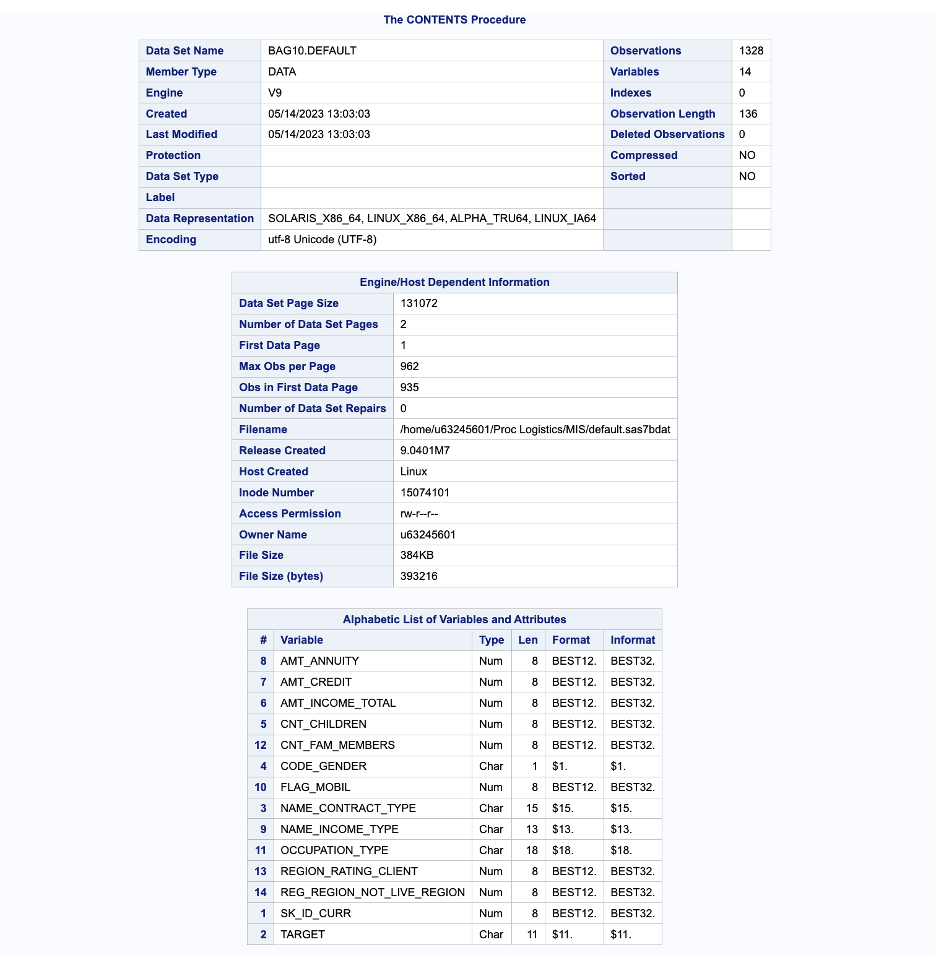 The CONTENTS Procedure
Data Set Name BAG10.DEFAULT Observations 1328
Member Type DATA Variables 14
Engine V9 Indexes 0
Created 05/14/2023 13:03:03 Observation Length 136
Last Modified 05/14/2023 13:03:03 Deleted Observations 0
Protection Compressed NO
Data Set Type Sorted NO
Label
Data Representation SOLARIS_X86_64, LINUX_X86_64, ALPHA_TRU64, LINUX_IA64
Encoding utf-8 Unicode (UTF-8)
Engine/Host Dependent Information
Data Set Page Size 131072
Number of Data Set Pages 2
First Data Page 1
Max Obs per Page 962
Obs in First Data Page 935
Number of Data Set Repairs 0
Filename /home/u63245601/Proc Logistics/MIS/default.sas7bdat
Release Created 9.0401M7
Host Created Linux
Inode Number 15074101
Access Permission rw-r--r--
Owner Name u63245601
File Size 384KB
File Size (bytes) 393216
Alphabetic List of Variables and Attributes
# Variable Type Len Format Informat
8 AMT_ANNUITY Num 8 BEST12. BEST32.
7 AMT_CREDIT Num 8 BEST12. BEST32.
6 AMT_INCOME_TOTAL Num 8 BEST12. BEST32.
5 CNT_CHILDREN Num 8 BEST12. BEST32.
12 CNT_FAM_MEMBERS Num 8 BEST12. BEST32.
4 CODE_GENDER Char 1 $1. $1.
10 FLAG_MOBIL Num 8 BEST12. BEST32.
3 NAME_CONTRACT_TYPE Char 15 $15. $15.
9 NAME_INCOME_TYPE Char 13 $13. $13.
11 OCCUPATION_TYPE Char 18 $18. $18.
13 REGION_RATING_CLIENT Num 8 BEST12. BEST32.
14 REG_REGION_NOT_LIVE_REGION Num 8 BEST12. BEST32.
1 SK_ID_CURR Num 8 BEST12. BEST32.
2 TARGET Char 11 $11. $11.